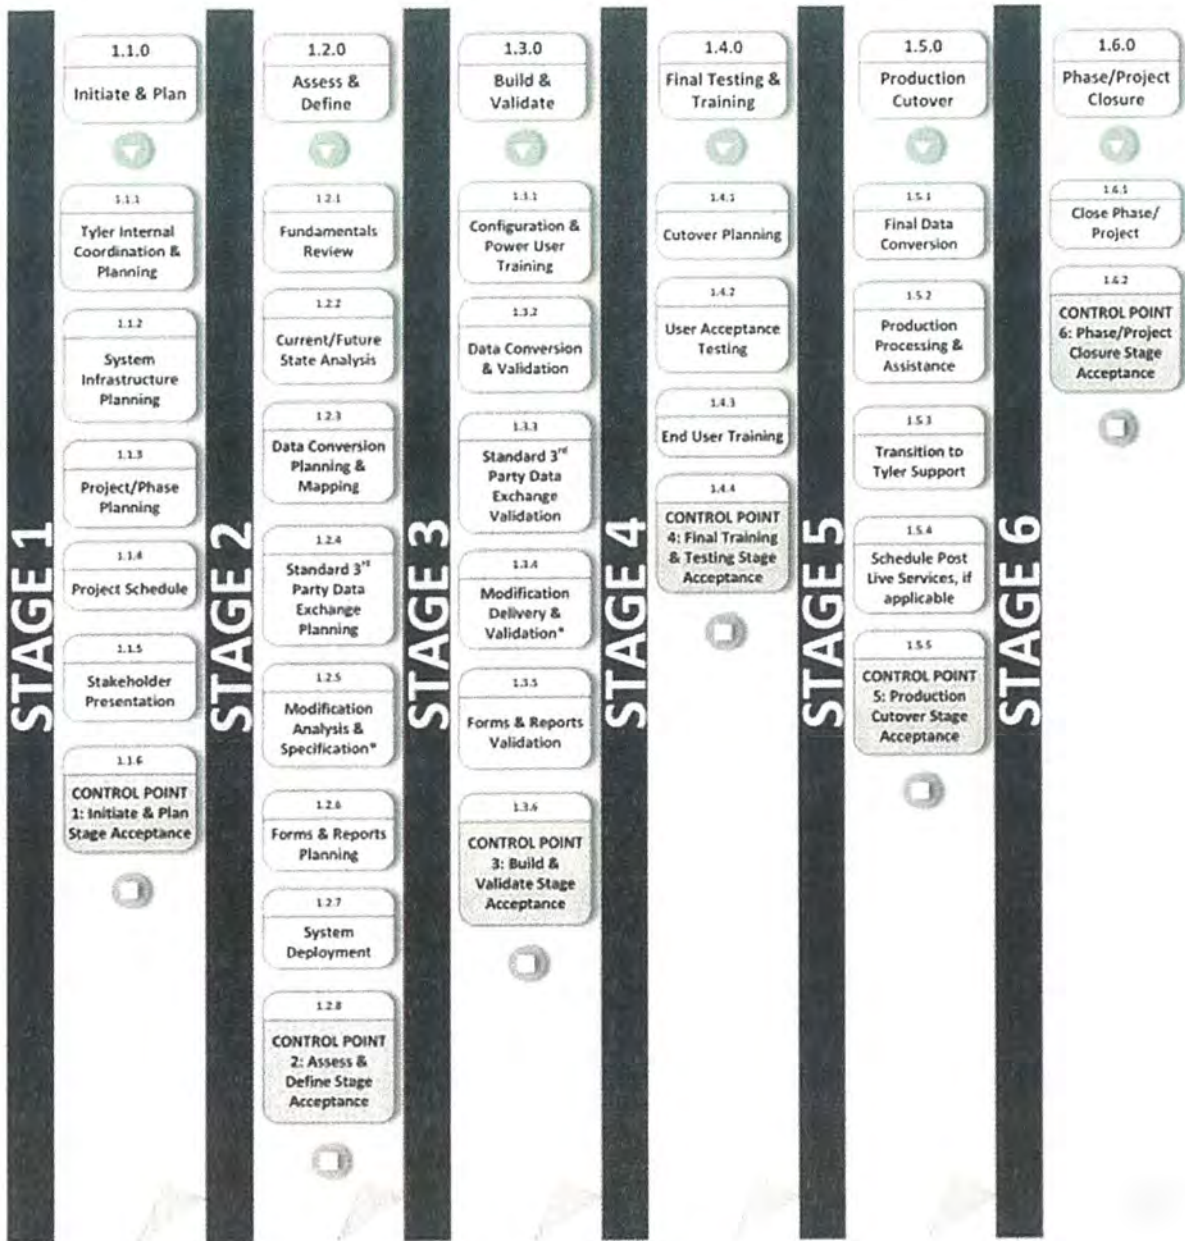 STAGE 1
1.1.0
Initiate & Plan
1.1.1
Tyler Internal
Coordination &
Planning
1.1.2
System
Infrastructure
Planning
1.1.3
Project/Phase
Planning
1.1.4
Project Schedule
1.1.5
Stakeholder
Presentation
1.1.6
CONTROL POINT
1: Initiate & Plan
Stage Acceptance
STAGE 2
1.2.0
Assess &
Define
1.2.1
Fundamentals
Review
1.2.2
Current/Future
State Analysis
1.2.3
Data Conversion
Planning &
Mapping
1.2.4
Standard 3rd
Party Data
Exchange
Planning
1.2.5
Modification
Analysis &
Specification*
1.2.6
Forms & Reports
Planning
1.2.7
System
Deployment
1.2.8
CONTROL POINT
2: Assess &
Define Stage
Acceptance
STAGE 3
1.3.0
Build &
Validate
1.3.1
Configuration &
Power User
Training
1.3.2
Data Conversion
& Validation
1.3.3
Standard 3rd
Party Data
Exchange
Validation
1.3.4
Modification
Delivery &
Validation*
1.3.5
Forms & Reports
Validation
1.3.6
CONTROL POINT
3: Build &
Validate Stage
Acceptance
STAGE 4
1.4.0
Final Testing &
Training
1.4.1
Cutover Planning
1.4.2
User Acceptance
Testing
1.4.3
End User Training
1.4.4
CONTROL POINT
4: Final Training
& Testing Stage
Acceptance
STAGE 5
1.5.0
Production
Cutover
1.5.1
Final Data
Conversion
1.5.2
Production
Processing &
Assistance
1.5.3
Transition to
Tyler Support
1.5.4
Schedule Post
Live Services, if
applicable
1.5.5
CONTROL POINT
5: Production
Cutover Stage
Acceptance
STAGE 6
1.6.0
Phase/Project
Closure
1.6.1
Close Phase/
Project
1.6.2
CONTROL POINT
6: Phase/Project
Closure Stage
Acceptance